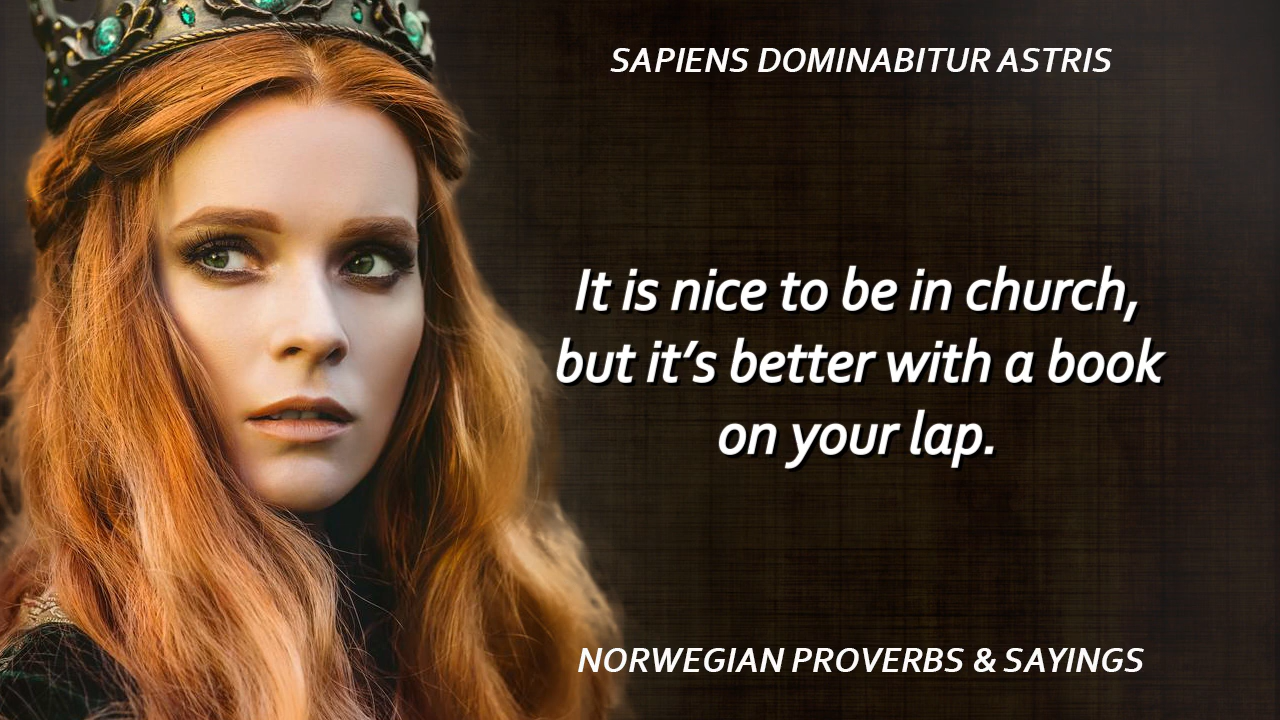 SAPIENS DOMINABITUR ASTRIS
It is nice to be in church,
but it’s better with a book
on your lap.
NORWEGIAN PROVERBS & SAYINGS